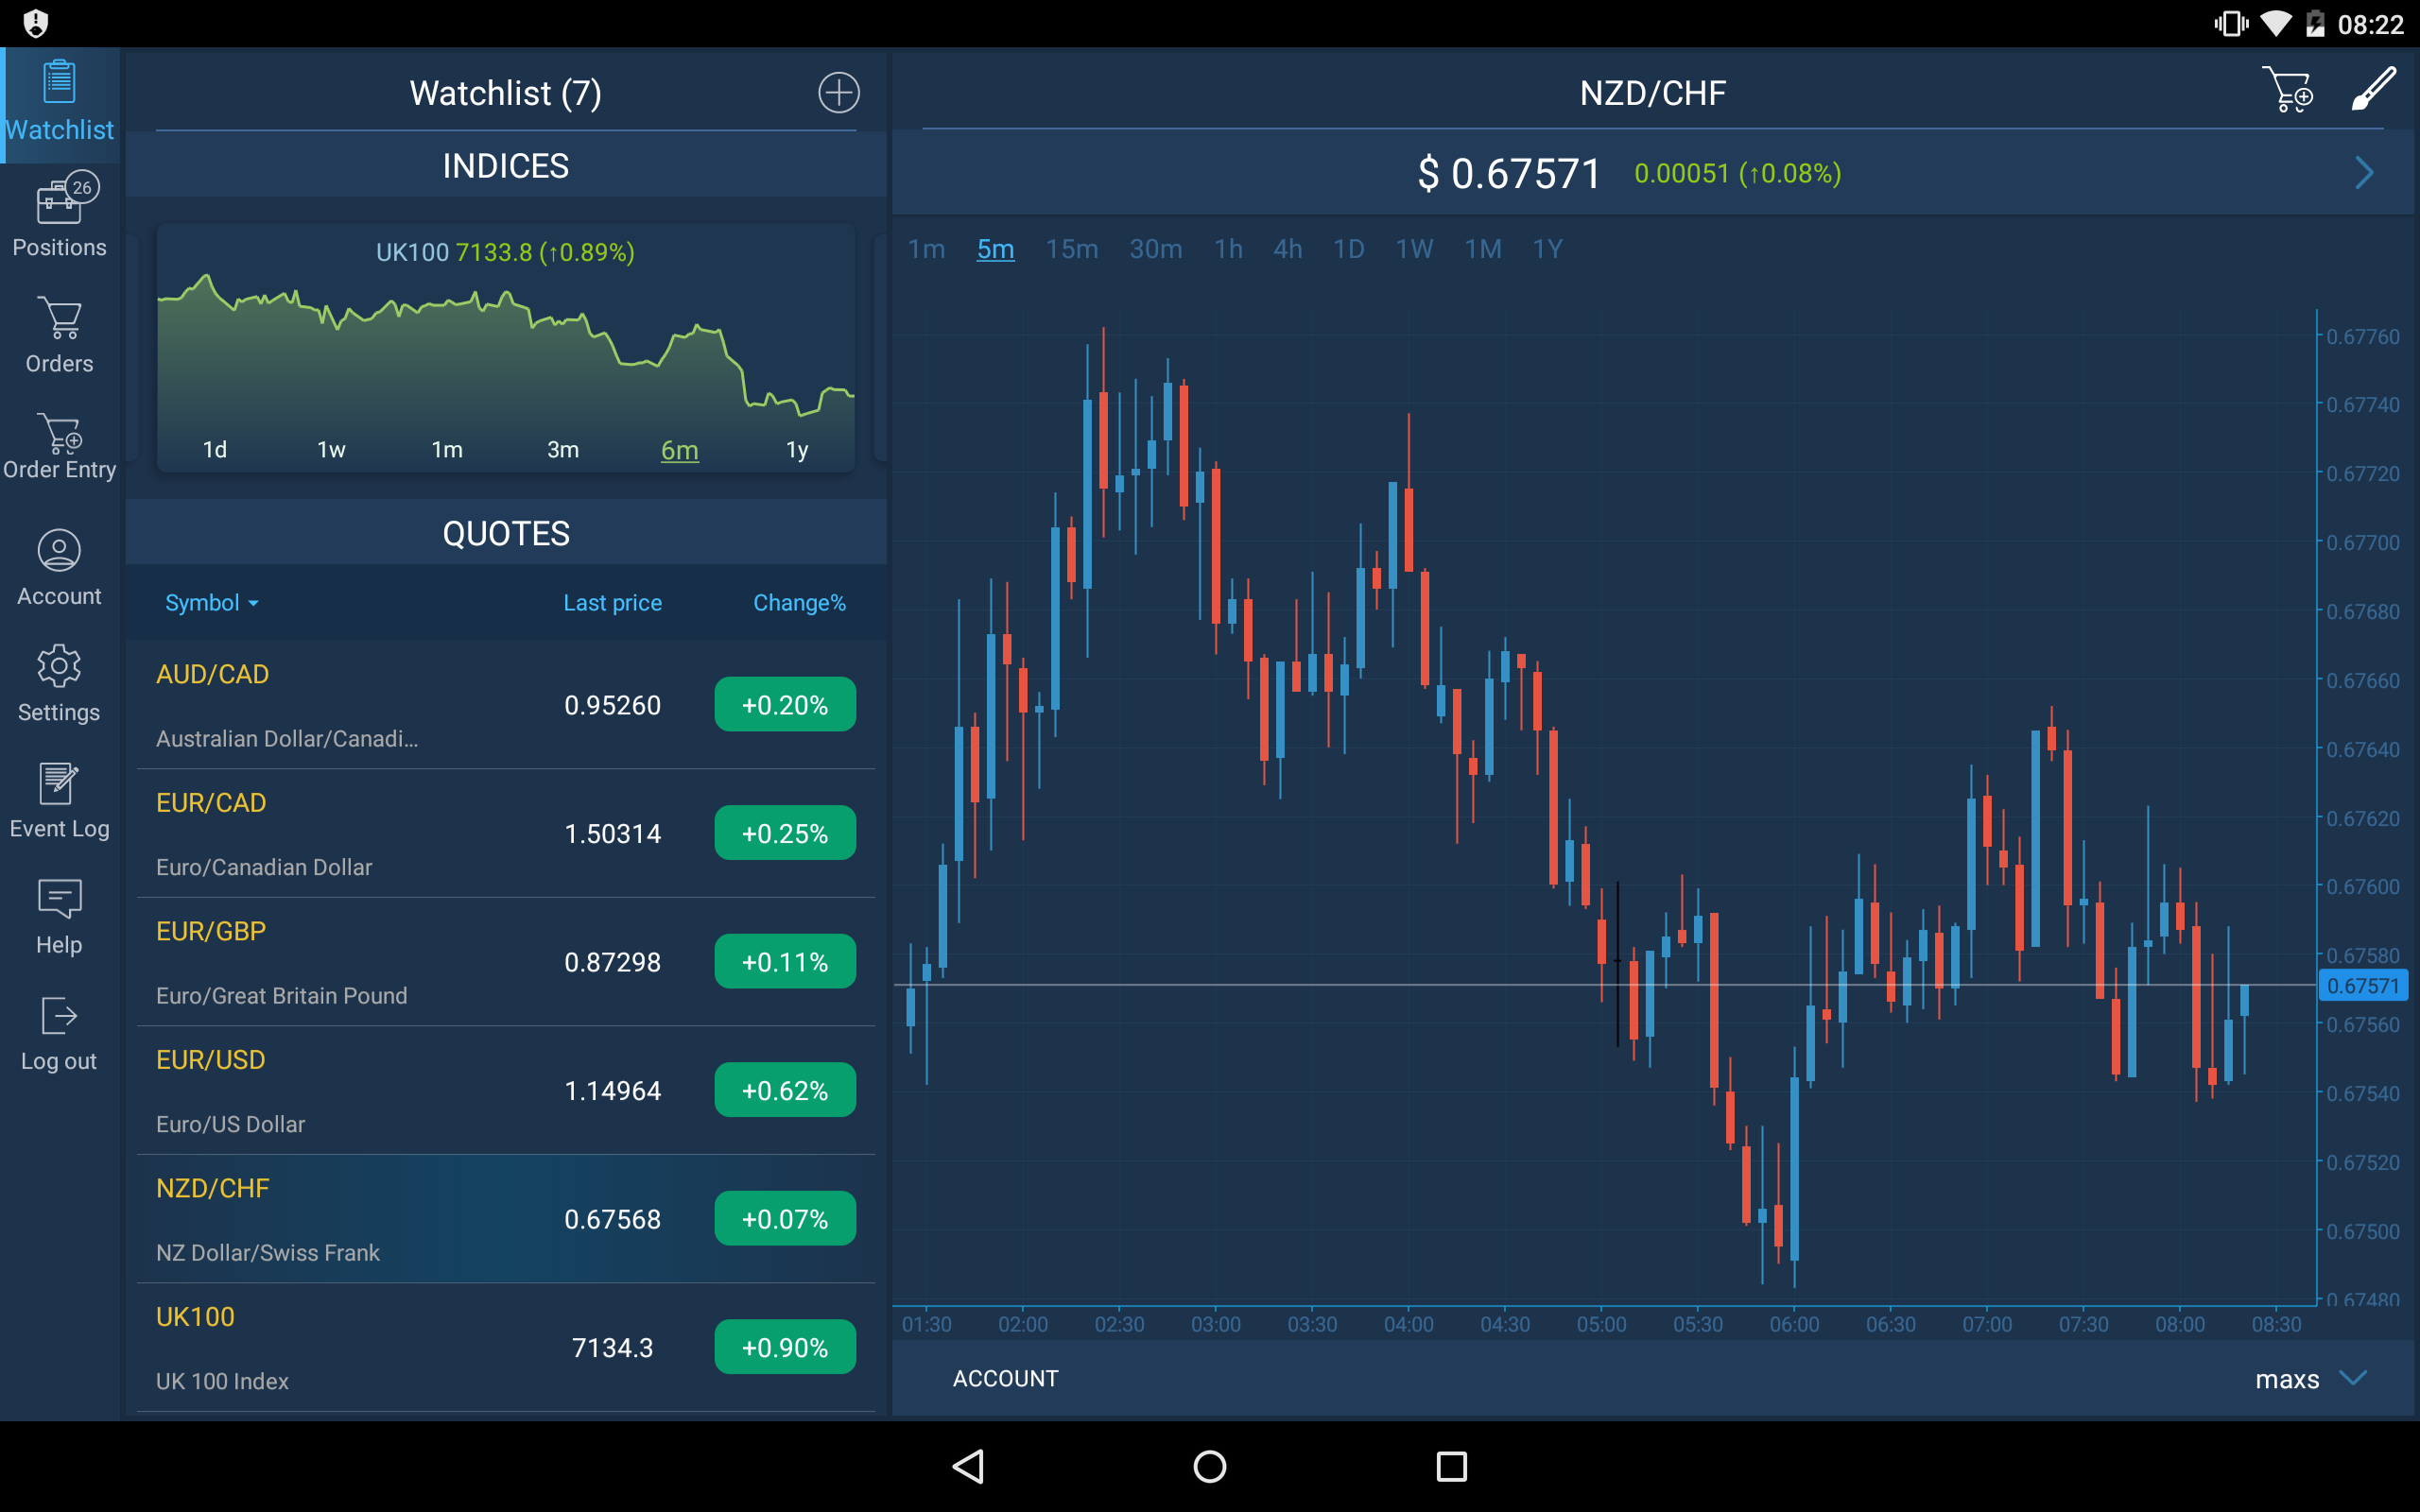 08:22
Watchlist
26
Positions
Orders
Order Entry
Account
Settings
Event Log
Help
Log out
Watchlist (7)
INDICES
UK100 7133.8 (↑0.89%)
1d 1w 1m 3m 6m 1y
QUOTES
Symbol Last price Change%
AUD/CAD
0.95260 +0.20%
Australian Dollar/Canadi...
EUR/CAD
1.50314 +0.25%
Euro/Canadian Dollar
EUR/GBP
0.87298 +0.11%
Euro/Great Britain Pound
EUR/USD
1.14964 +0.62%
Euro/US Dollar
NZD/CHF
0.67568 +0.07%
NZ Dollar/Swiss Frank
UK100
7134.3 +0.90%
UK 100 Index
NZD/CHF
$ 0.67571 0.00051 (↑0.08%)
1m 5m 15m 30m 1h 4h 1D 1W 1M 1Y
0.67760
0.67740
0.67720
0.67700
0.67680
0.67660
0.67640
0.67620
0.67600
0.67580
0.67571
0.67560
0.67540
0.67520
0.67500
0.67480
01:30 02:00 02:30 03:00 03:30 04:00 04:30 05:00 05:30 06:00 06:30 07:00 07:30 08:00 08:30
ACCOUNT maxs